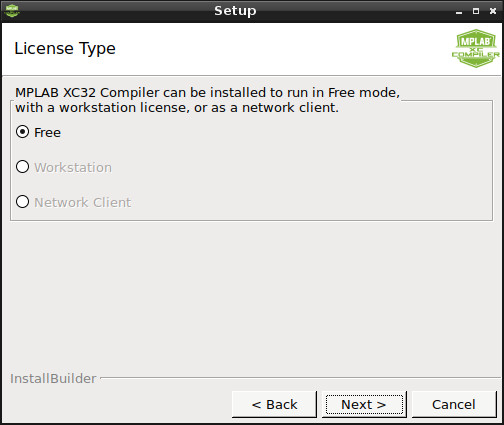 Setup
License Type
MPLAB
XC
COMPILER
MPLAB XC32 Compiler can be installed to run in Free mode,
with a workstation license, or as a network client.
Free
Workstation
Network Client
InstallBuilder
< Back
Next >
Cancel